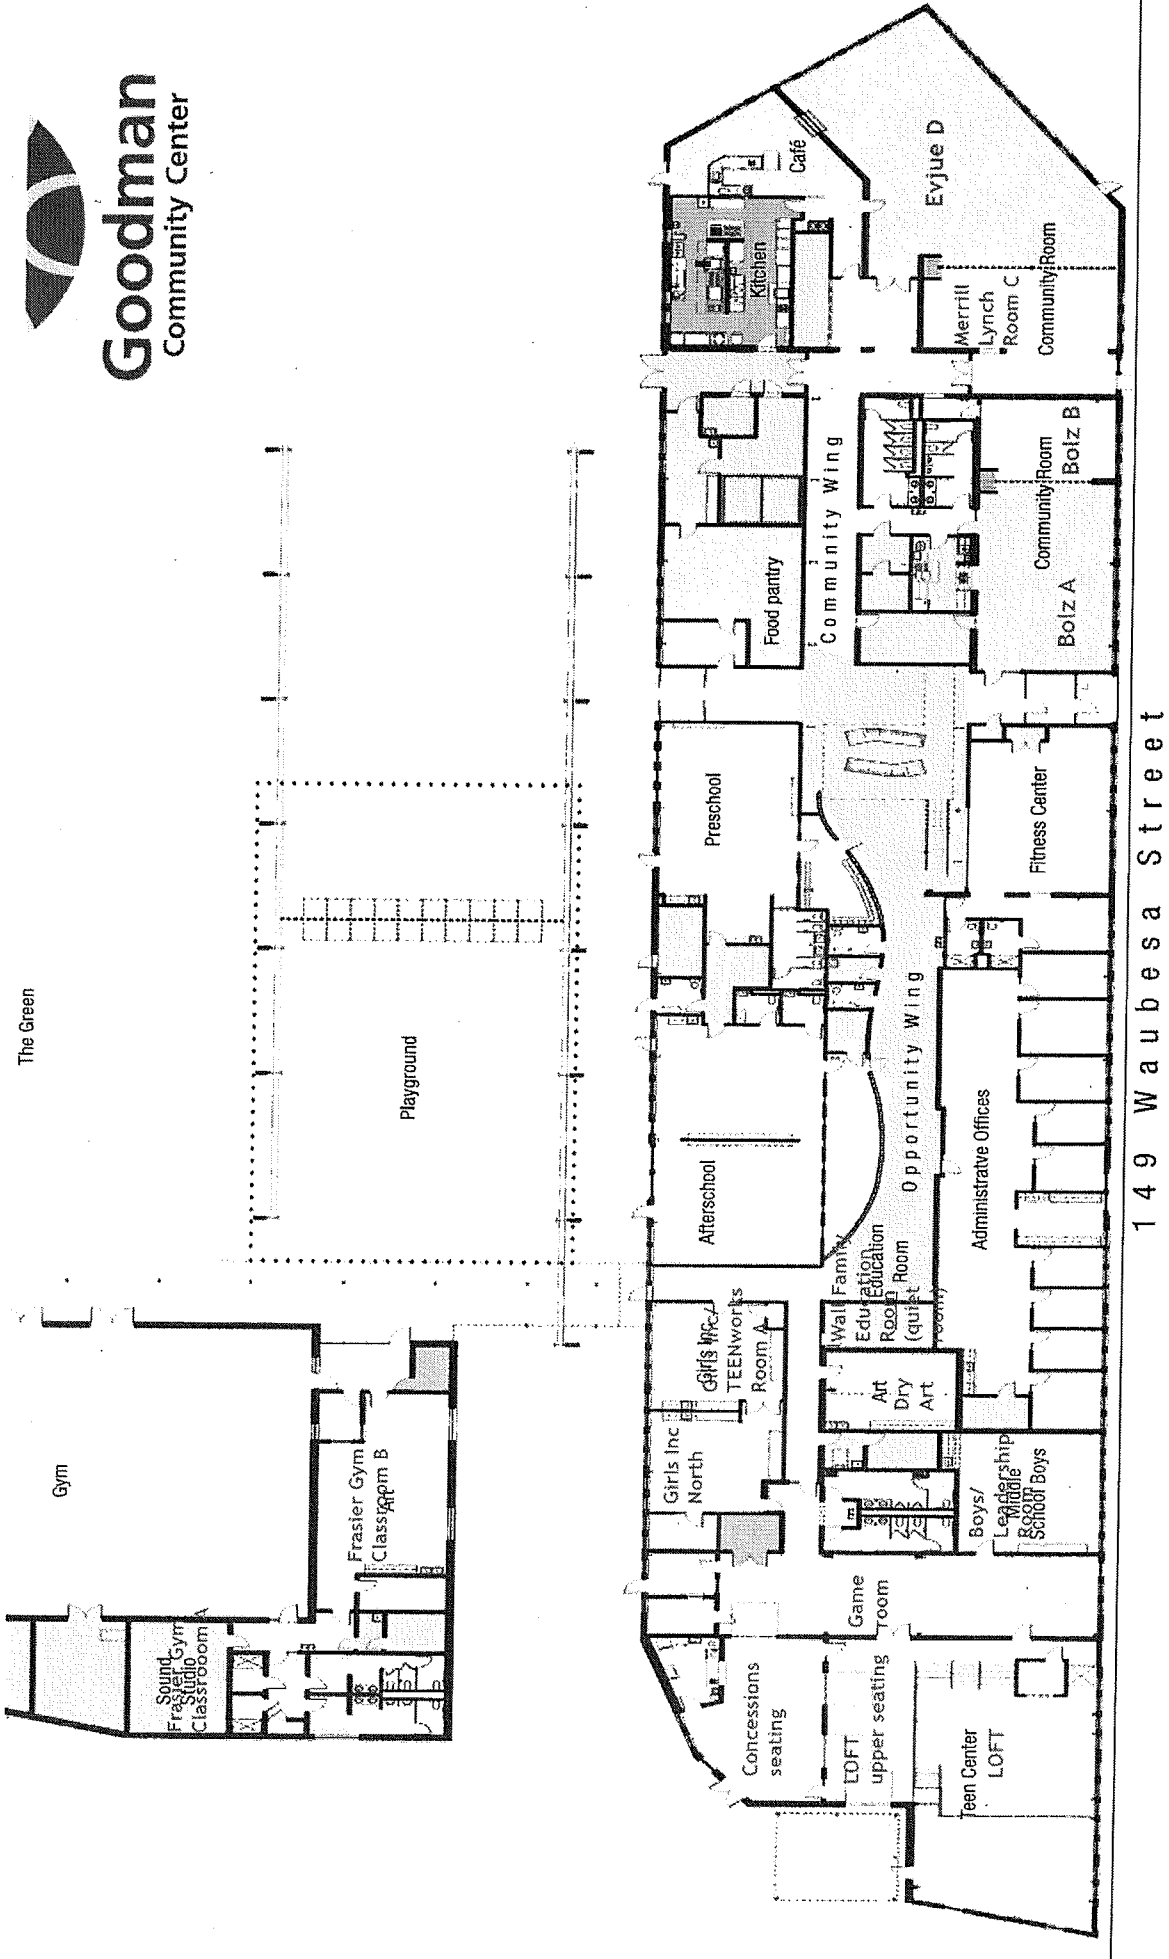 Goodman
Community Center
The Green
Playground
Gym
Frasier Gym
Classroom B
Art
Sound
Studio
Frasier Gym
Classrooom A
Concessions
seating
LOFT
upper seating
Teen Center
LOFT
Game
room
Boys/
Leadership
Room
Middle
School Boys
Girls Inc
North
Girls Inc/
Girls Inc.
TEENworks
Room A
Art
Dry
Art
Wall Family
Education
Room
(quiet
room)
Education
Room
Afterschool
Opportunity Wing
Administrative Offices
Preschool
Fitness Center
Food pantry
Community Wing
Bolz A
Community Room
Bolz B
Kitchen
Café
Merrill
Lynch
Room C
Community Room
Evjue D
149 Waubesa Street